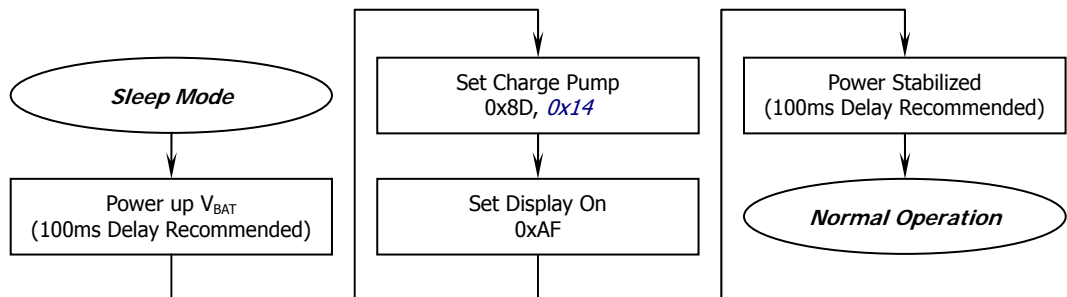 Sleep Mode
Power up VBAT
(100ms Delay Recommended)
Set Charge Pump
0x8D, 0x14
Set Display On
0xAF
Power Stabilized
(100ms Delay Recommended)
Normal Operation